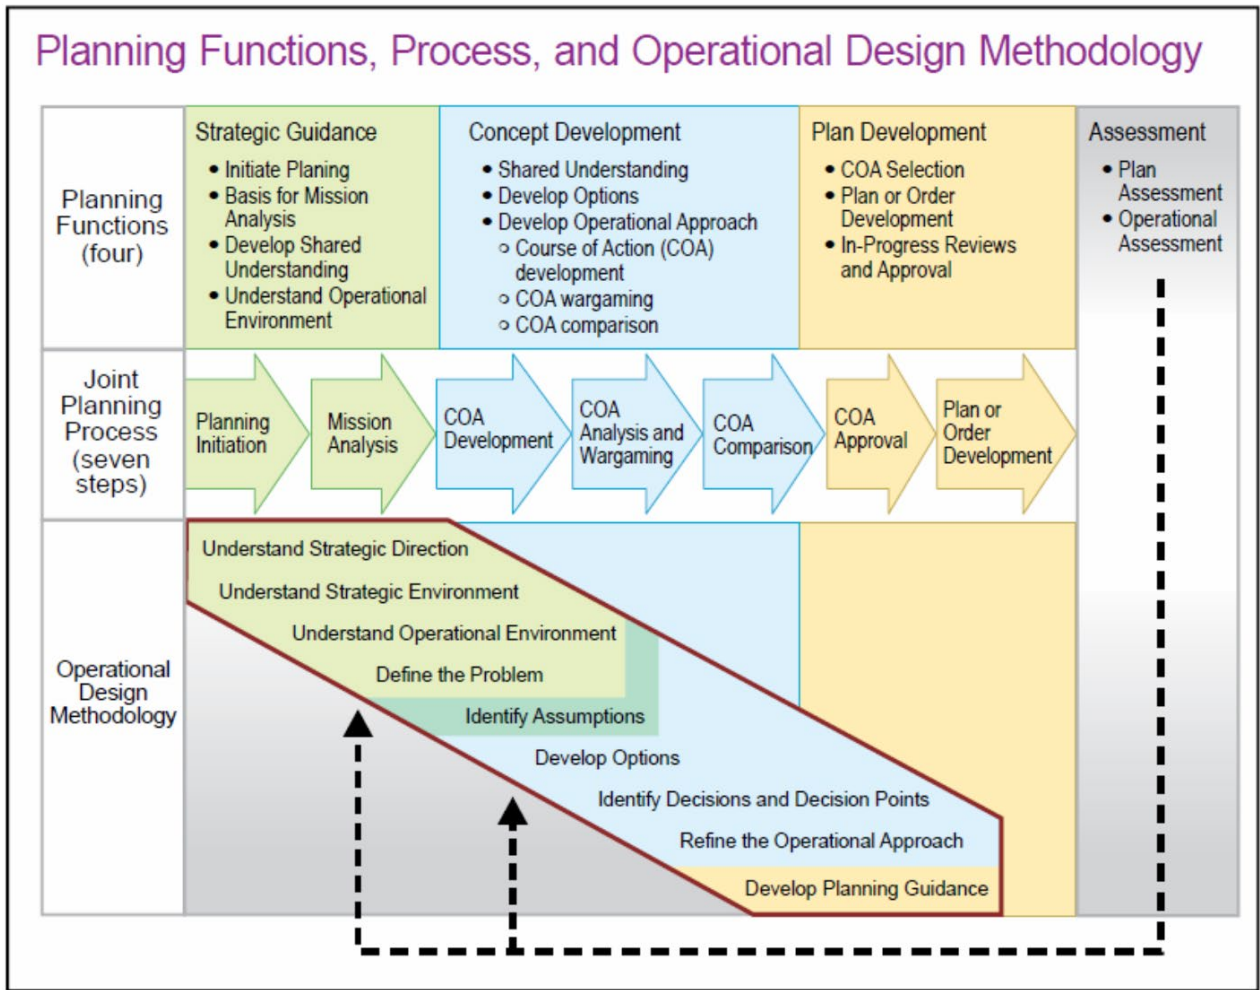 Planning Functions, Process, and Operational Design Methodology
Planning
Functions
(four)
Strategic Guidance
• Initiate Planing
• Basis for Mission
Analysis
• Develop Shared
Understanding
• Understand Operational
Environment
Concept Development
• Shared Understanding
• Develop Options
• Develop Operational Approach
○ Course of Action (COA)
development
○ COA wargaming
○ COA comparison
Plan Development
• COA Selection
• Plan or Order
Development
• In-Progress Reviews
and Approval
Assessment
• Plan
Assessment
• Operational
Assessment
Joint
Planning
Process
(seven
steps)
Planning
Initiation
Mission
Analysis
COA
Development
COA
Analysis and
Wargaming
COA
Comparison
COA
Approval
Plan or
Order
Development
Operational
Design
Methodology
Understand Strategic Direction
Understand Strategic Environment
Understand Operational Environment
Define the Problem
Identify Assumptions
Develop Options
Identify Decisions and Decision Points
Refine the Operational Approach
Develop Planning Guidance